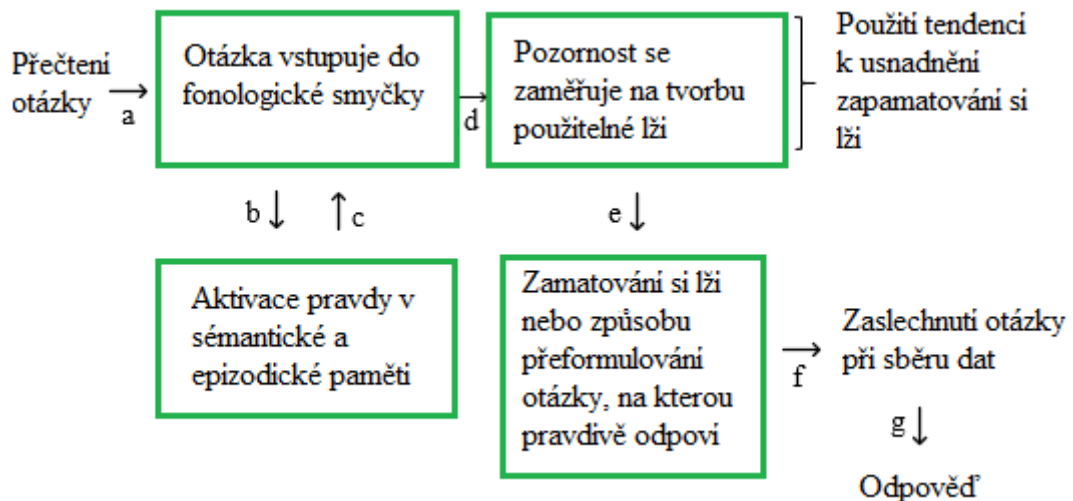 Přečtení
otázky
a
Otázka vstupuje do
fonologické smyčky
d
Pozornost se
zaměřuje na tvorbu
použitelné lži
Použití tendencí
k usnadnění
zapamatování si
lži
b
c
e
Aktivace pravdy v
sémantické a
epizodické paměti
Zamatování si lži
nebo způsobu
přeformulování
otázky, na kterou
pravdivě odpoví
f
Zaslechnutí otázky
při sběru dat
g
Odpověď